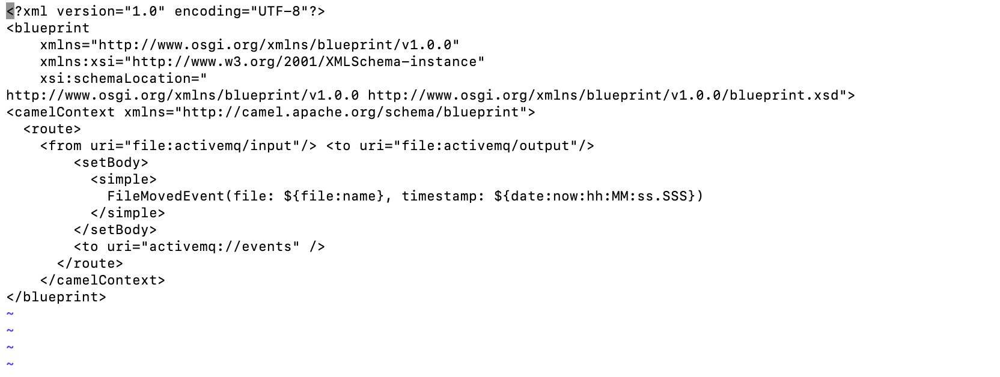 <?xml version="1.0" encoding="UTF-8"?>
<blueprint
    xmlns="http://www.osgi.org/xmlns/blueprint/v1.0.0"
    xmlns:xsi="http://www.w3.org/2001/XMLSchema-instance"
    xsi:schemaLocation="
http://www.osgi.org/xmlns/blueprint/v1.0.0 http://www.osgi.org/xmlns/blueprint/v1.0.0/blueprint.xsd">
<camelContext xmlns="http://camel.apache.org/schema/blueprint">
  <route>
    <from uri="file:activemq/input"/> <to uri="file:activemq/output"/>
        <setBody>
          <simple>
            FileMovedEvent(file: ${file:name}, timestamp: ${date:now:hh:MM:ss.SSS})
          </simple>
        </setBody>
        <to uri="activemq://events" />
      </route>
    </camelContext>
</blueprint>
~
~
~
~